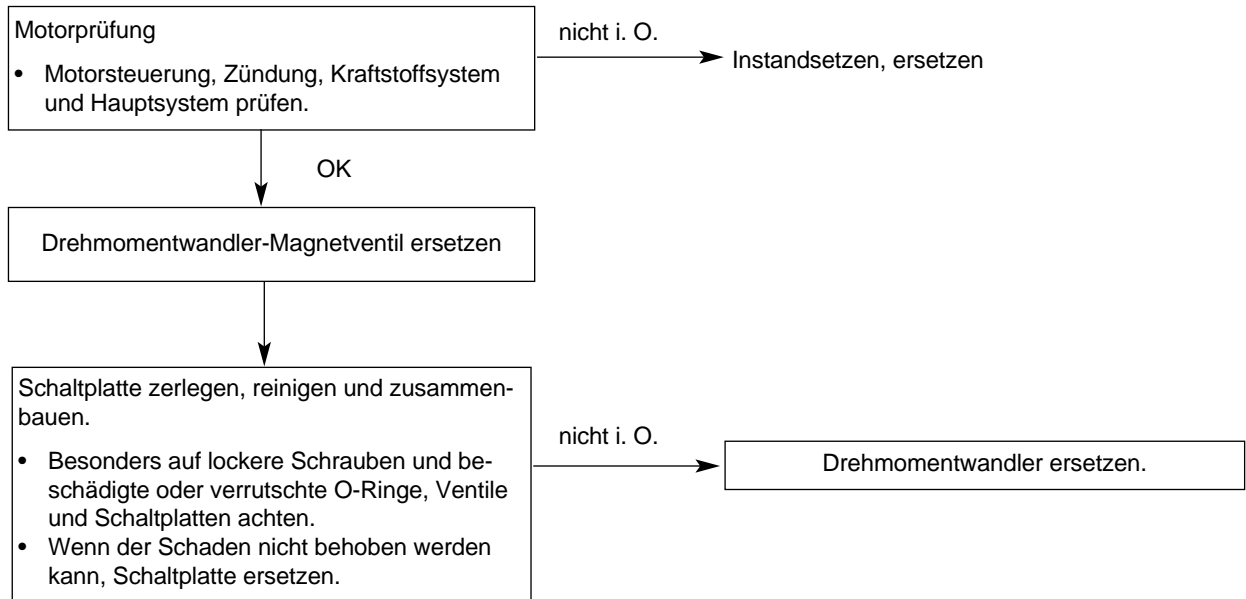 Motorprüfung
nicht i. O.
• Motorsteuerung, Zündung, Kraftstoffsystem
und Hauptsystem prüfen.
Instandsetzen, ersetzen
OK
Drehmomentwandler-Magnetventil ersetzen
Schaltplatte zerlegen, reinigen und zusammen-
bauen.
• Besonders auf lockere Schrauben und be-
schädigte oder verrutschte O-Ringe, Ventile
und Schaltplatten achten.
• Wenn der Schaden nicht behoben werden
kann, Schaltplatte ersetzen.
nicht i. O.
Drehmomentwandler ersetzen.